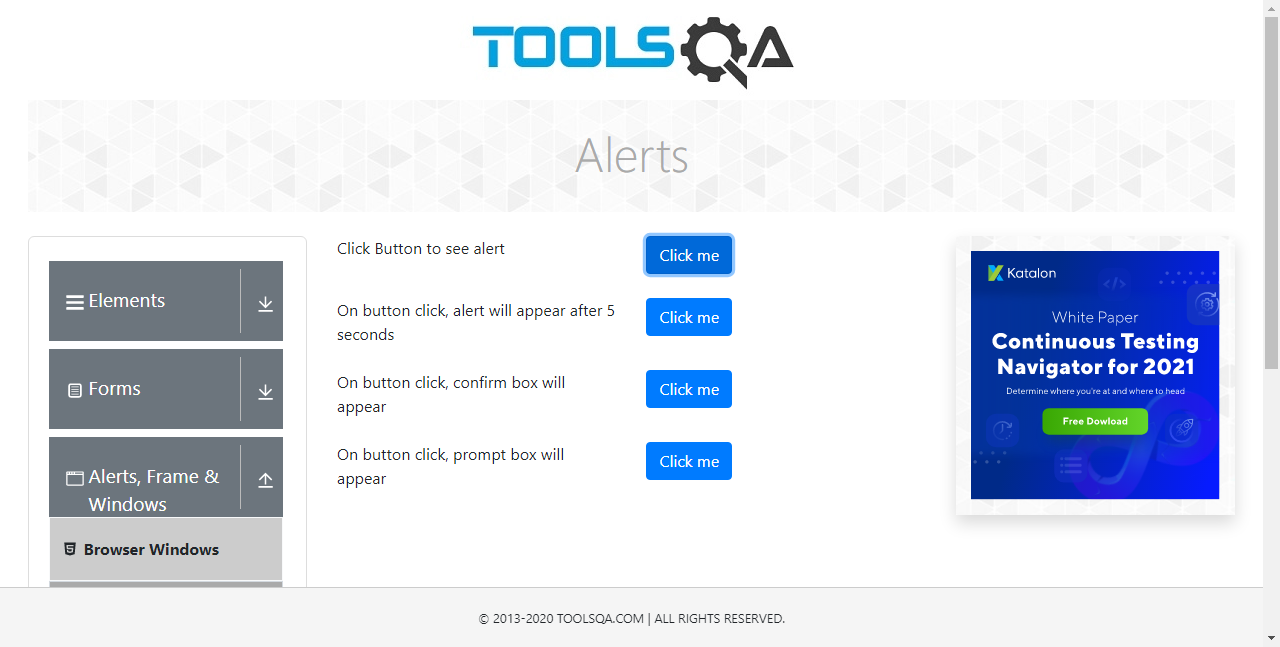 TOOLSQA
Alerts
Elements
Forms
Alerts, Frame &
Windows
Browser Windows
Click Button to see alert
Click me
On button click, alert will appear after 5
seconds
Click me
On button click, confirm box will
appear
Click me
On button click, prompt box will
appear
Click me
Katalon
White Paper
Continuous Testing
Navigator for 2021
Determine where you're at and where to head
Free Dowload
© 2013-2020 TOOLSQA.COM | ALL RIGHTS RESERVED.